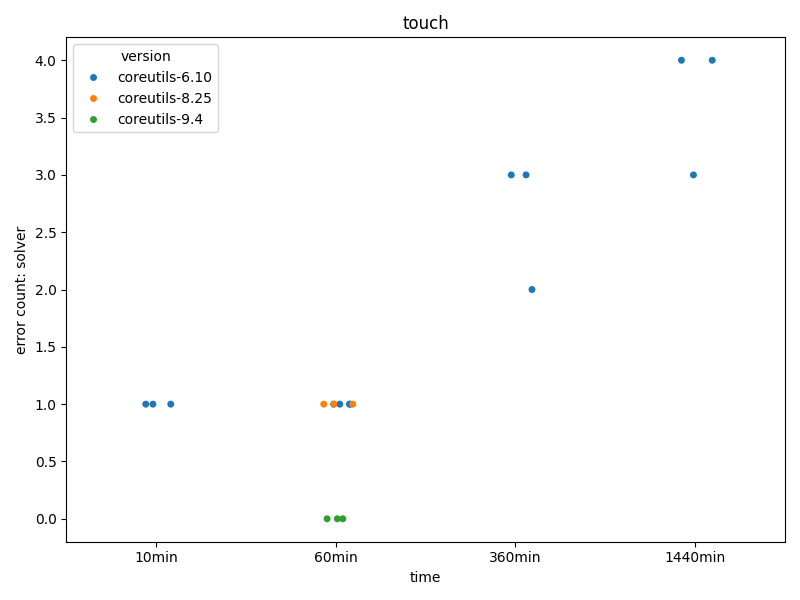 touch
version
coreutils-6.10
coreutils-8.25
coreutils-9.4
error count: solver
4.0
3.5
3.0
2.5
2.0
1.5
1.0
0.5
0.0
10min
60min
360min
1440min
time